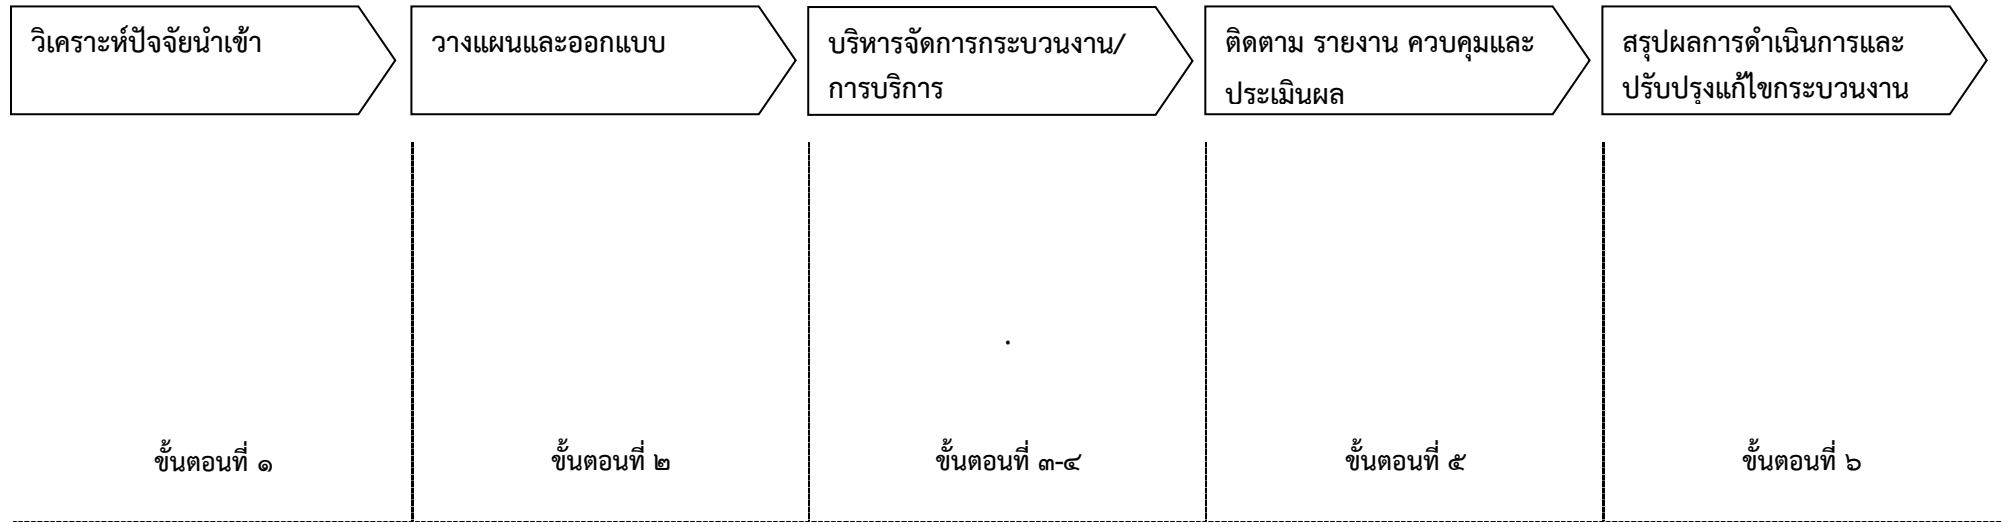 วิเคราะห์ปัจจัยนำเข้า
วางแผนและออกแบบ
บริหารจัดการกระบวนงาน/
การบริการ
ติดตาม รายงาน ควบคุมและ
ประเมินผล
สรุปผลการดำเนินการและ
ปรับปรุงแก้ไขกระบวนงาน
.
ขั้นตอนที่ ๑
ขั้นตอนที่ ๒
ขั้นตอนที่ ๓-๔
ขั้นตอนที่ ๕
ขั้นตอนที่ ๖